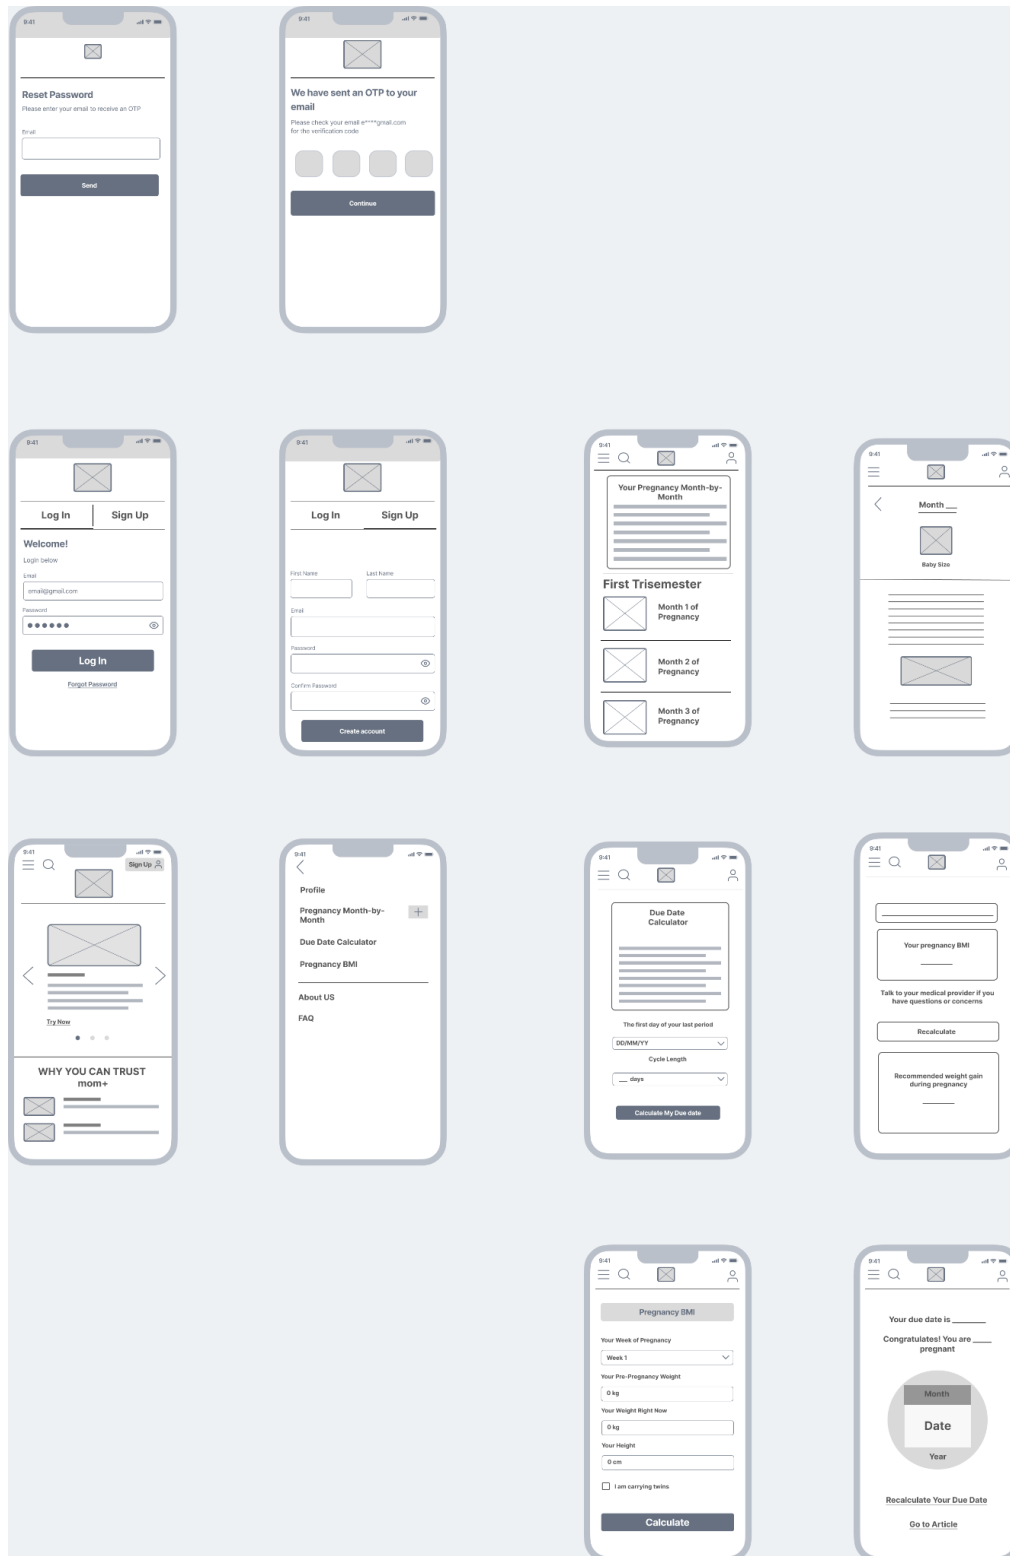 9:41
Reset Password
Please enter your email to receive an OTP
Email
Send
9:41
We have sent an OTP to your
email
Please check your email e****gmail.com
for the verification code
Continue
9:41
Log In
Sign Up
Welcome!
Login below
Email
email@gmail.com
Password
Log In
Forgot Password
9:41
Log In
Sign Up
First Name
Last Name
Email
Password
Confirm Password
Create account
9:41
Your Pregnancy Month-by-
Month
First Trisemester
Month 1 of
Pregnancy
Month 2 of
Pregnancy
Month 3 of
Pregnancy
9:41
Month __
Baby Size
9:41
Sign Up
Try Now
WHY YOU CAN TRUST
mom+
9:41
Profile
Pregnancy Month-by-
Month
Due Date Calculator
Pregnancy BMI
About US
FAQ
9:41
Due Date
Calculator
The first day of your last period
DD/MM/YY
Cycle Length
__ days
Calculate My Due date
9:41
Your pregnancy BMI
Talk to your medical provider if you
have questions or concerns
Recalculate
Recommended weight gain
during pregnancy
9:41
Pregnancy BMI
Your Week of Pregnancy
Week 1
Your Pre-Pregnancy Weight
0 kg
Your Weight Right Now
0 kg
Your Height
0 cm
I am carrying twins
Calculate
9:41
Your due date is ______
Congratulates! You are ____
pregnant
Month
Date
Year
Recalculate Your Due Date
Go to Article